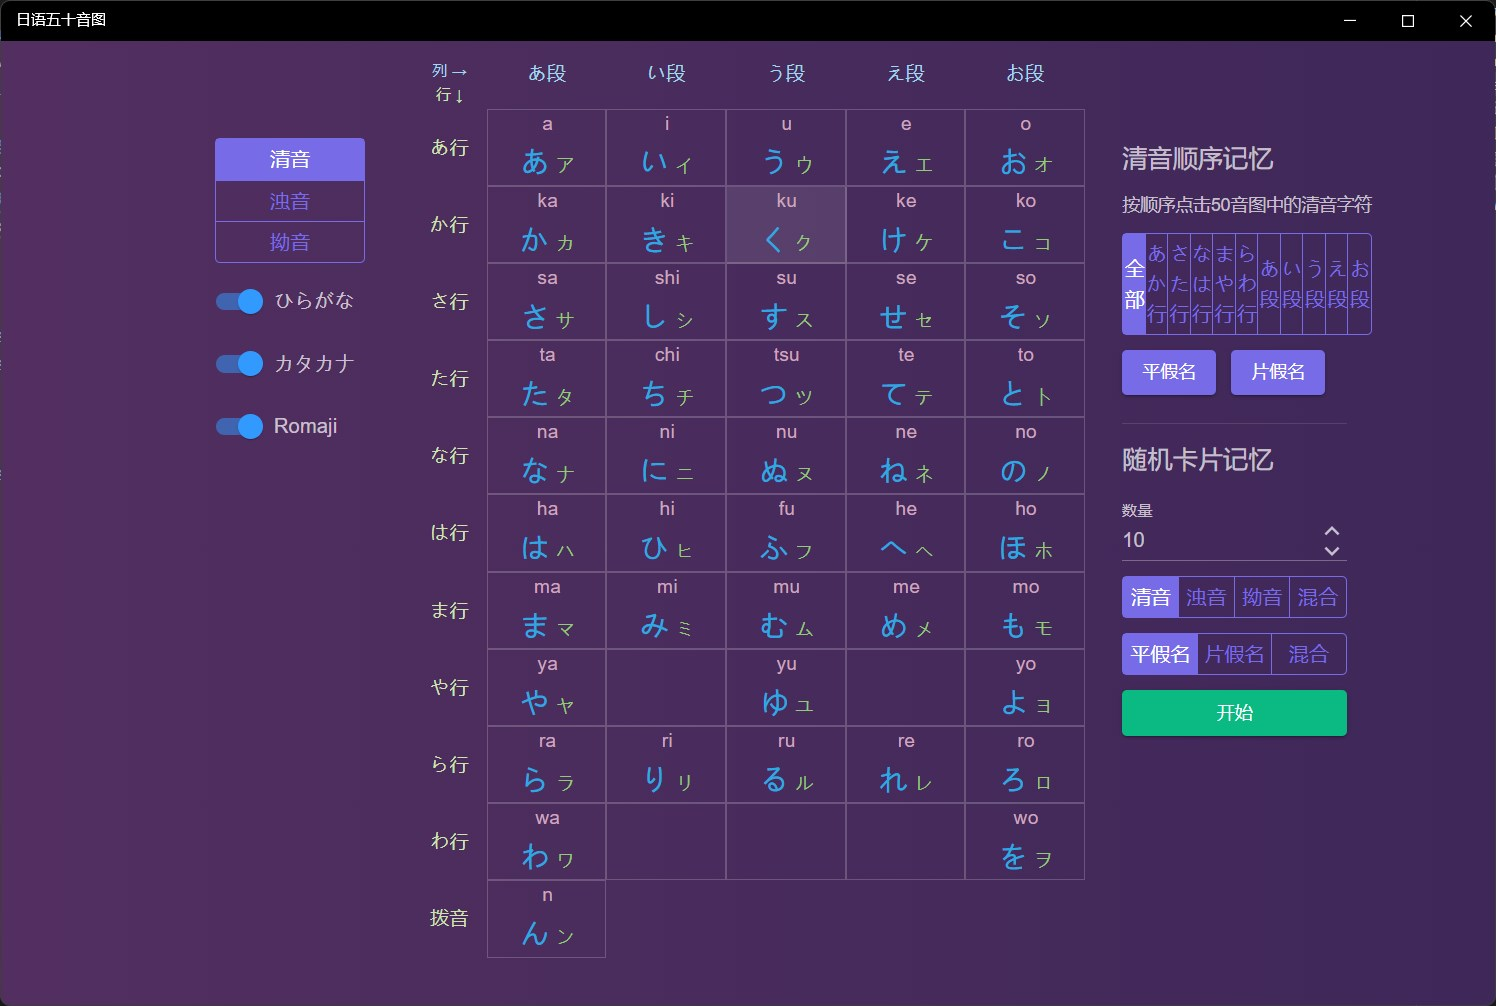 日语五十音图
列→ あ段 い段 う段 え段 お段
行↓
あ行
a i u e o
あ ア い イ う ウ え エ お オ
か行
ka ki ku ke ko
か カ き キ く ク け ケ こ コ
さ行
sa shi su se so
さ サ し シ す ス せ セ そ ソ
た行
ta chi tsu te to
た タ ち チ つ ツ て テ と ト
な行
na ni nu ne no
な ナ に ニ ぬ ヌ ね ネ の ノ
は行
ha hi fu he ho
は ハ ひ ヒ ふ フ へ ヘ ほ ホ
ま行
ma mi mu me mo
ま マ み ミ む ム め メ も モ
や行
ya yu yo
や ヤ ゆ ユ よ ヨ
ら行
ra ri ru re ro
ら ラ り リ る ル れ レ ろ ロ
わ行
wa wo
わ ワ を ヲ
拨音
n
ん ン
清音
浊音
拗音
ひらがな
カタカナ
Romaji
清音顺序记忆
按顺序点击50音图中的清音字符
全部 あか行 さた行 なは行 まや行 らわ行 あ段 い段 う段 え段 お段
平假名 片假名
随机卡片记忆
数量
10
清音 浊音 拗音 混合
平假名 片假名 混合
开始